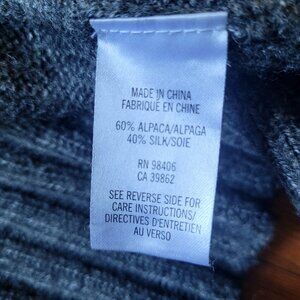 MADE IN CHINA
FABRIQUÉ EN CHINE
60% ALPACA/ALPAGA
40% SILK/SOIE
RN 98406
CA 39862
SEE REVERSE SIDE FOR
CARE INSTRUCTIONS/
DIRECTIVES D'ENTRETIEN
AU VERSO